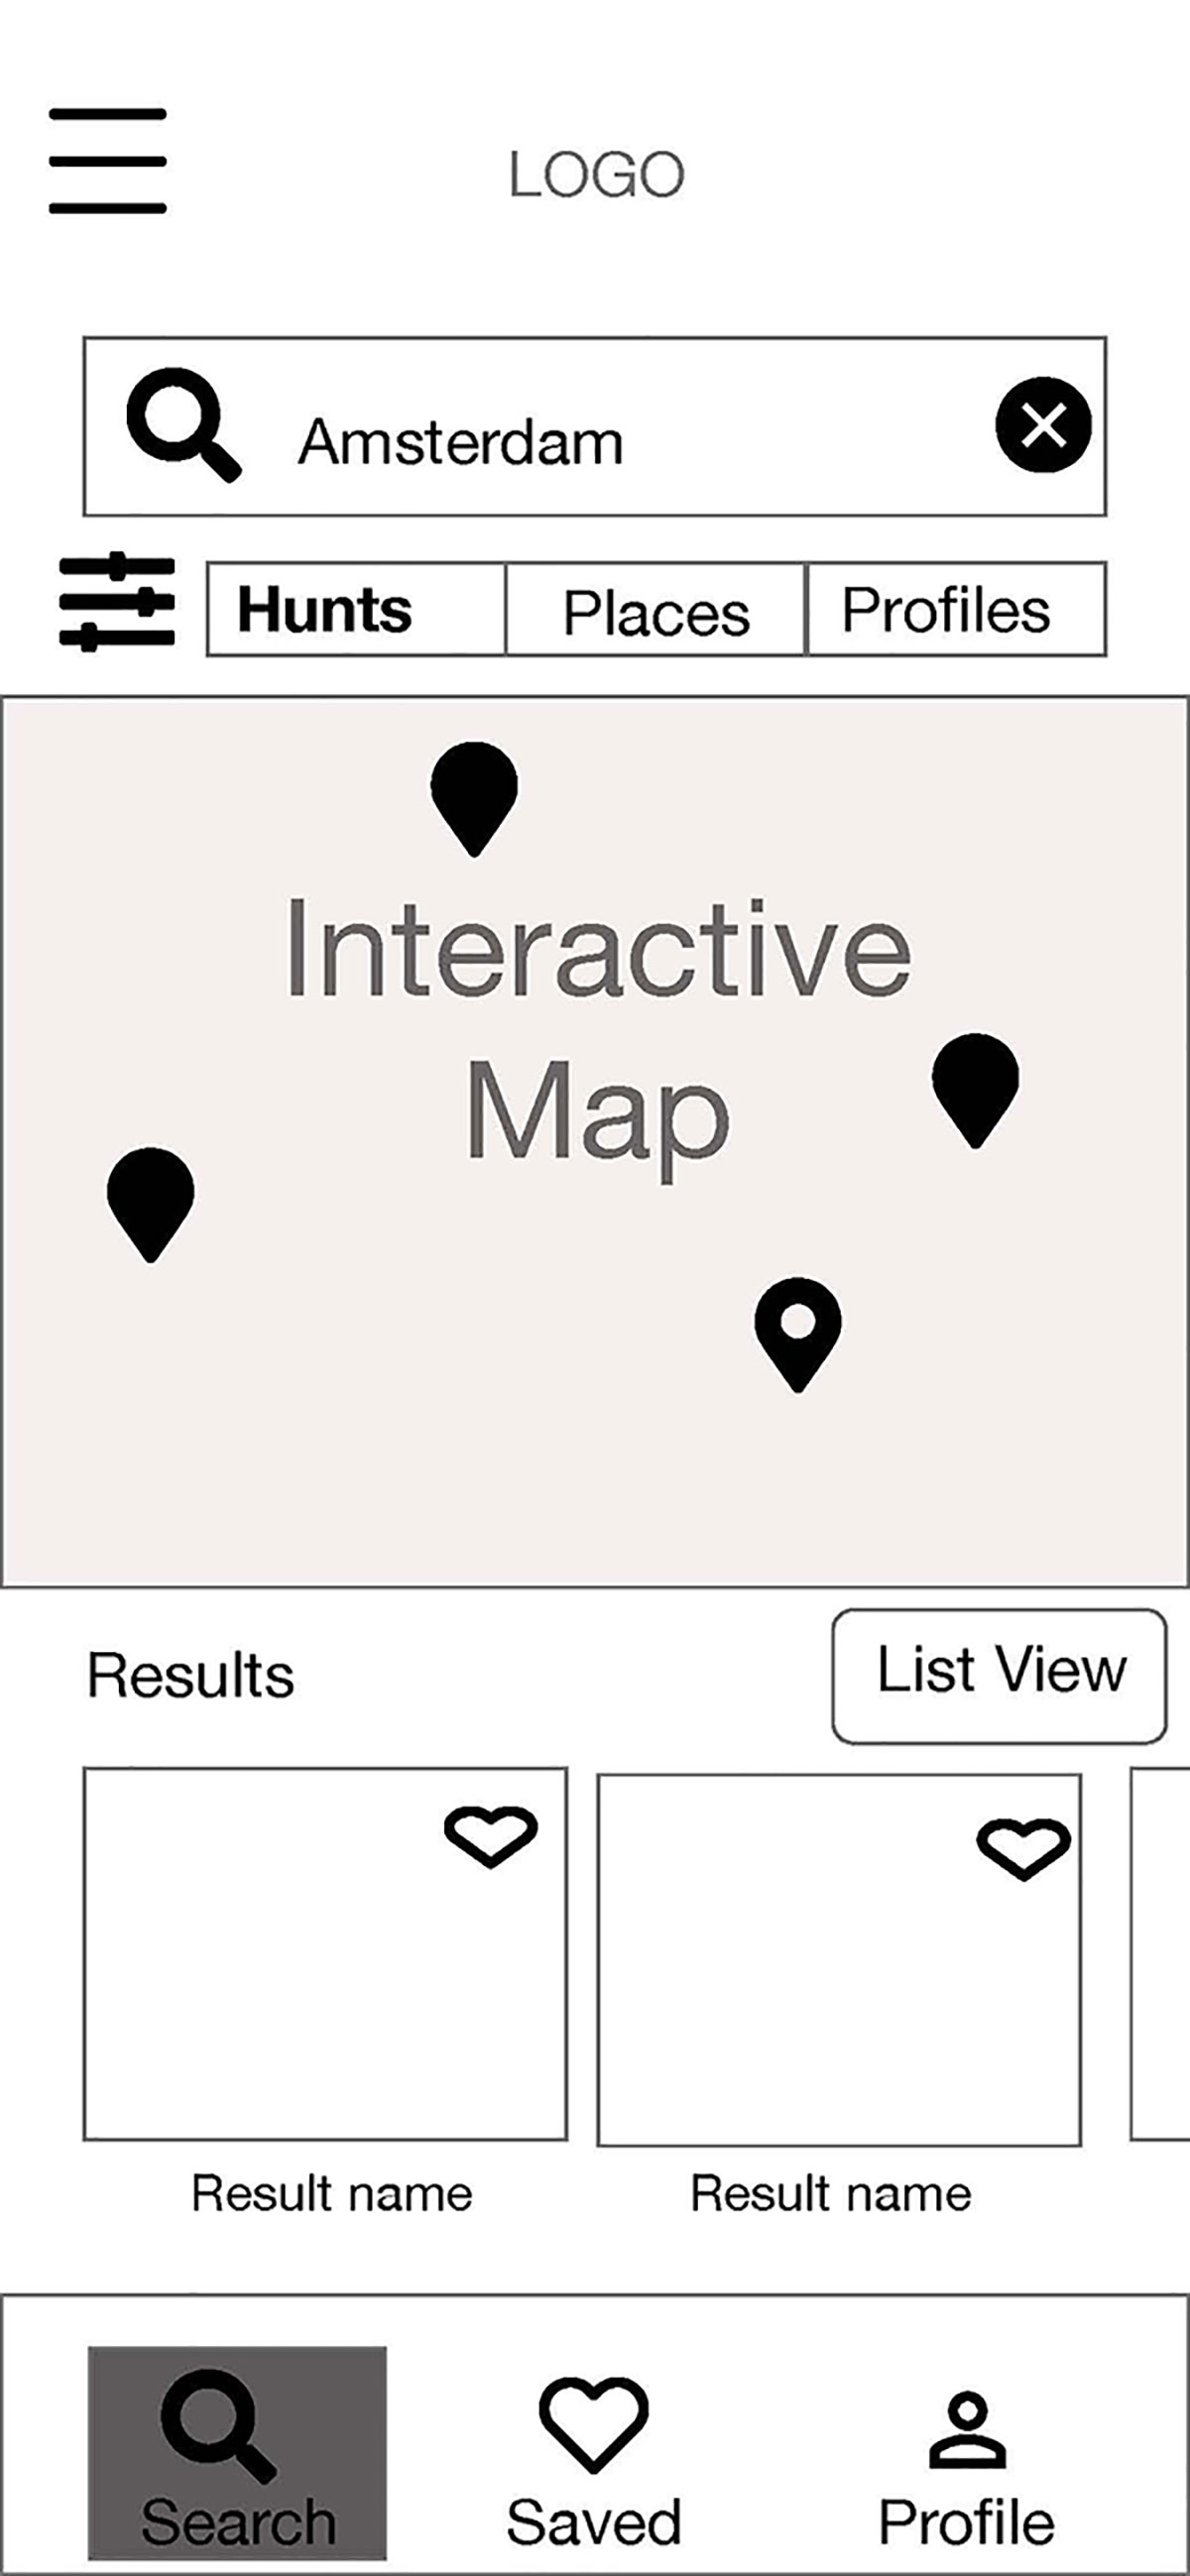 LOGO
Amsterdam
Hunts Places Profiles
Interactive
Map
Results List View
Result name Result name
Search Saved Profile